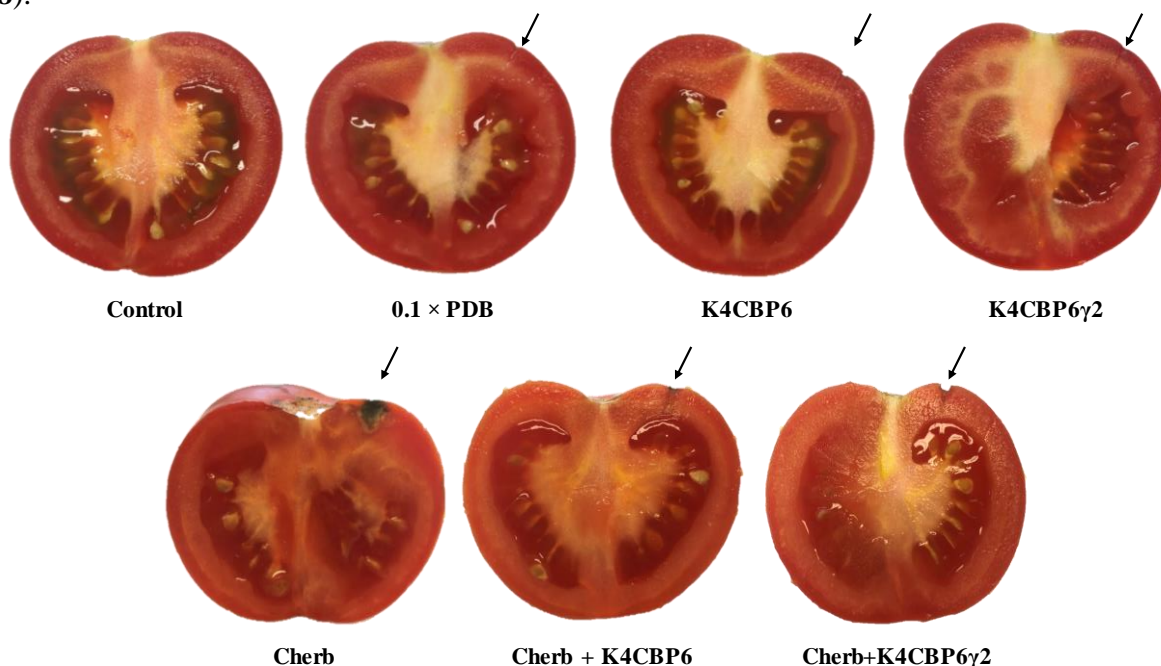 Control
0.1 × PDB
K4CBP6
K4CBP6γ2
Cherb
Cherb + K4CBP6
Cherb+K4CBP6γ2